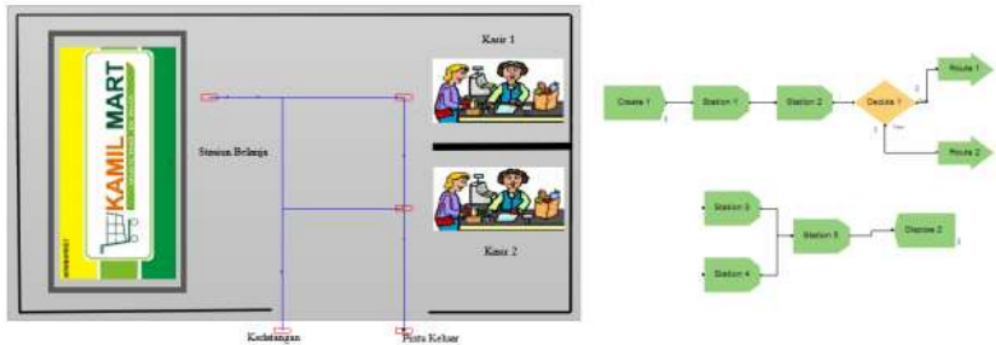 KAMIL MART
Stasiun Belanja
Kasir 1
Kasir 2
Kedatangan
Pintu Keluar
Create 1
Station 1
Station 2
Decide 1
Route 1
Route 2
Station 3
Station 4
Station 5
Dispose 2